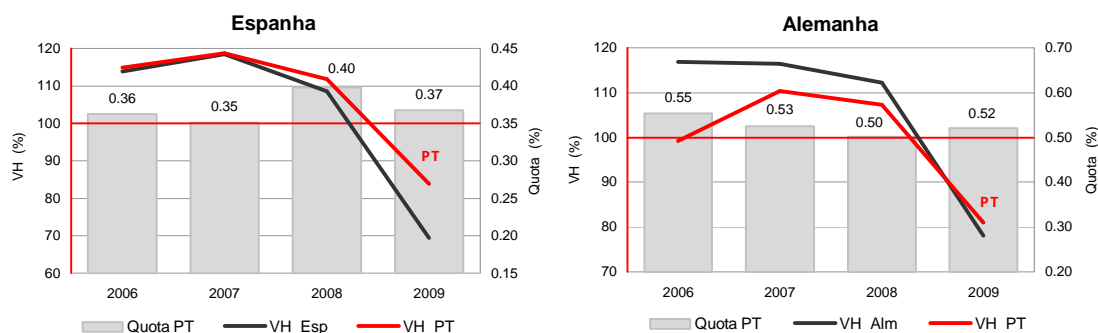 Espanha
120
110
100
90
80
70
60
VH (%)
0.45
0.40
0.35
0.30
0.25
0.20
0.15
Quota (%)
0.36
0.35
0.40
0.37
PT
2006 2007 2008 2009
Quota PT VH_Esp VH_PT
Alemanha
120
110
100
90
80
70
VH (%)
0.70
0.60
0.50
0.40
0.30
0.20
Quota (%)
0.55
0.53
0.50
0.52
PT
2006 2007 2008 2009
Quota PT VH_Alm VH_PT